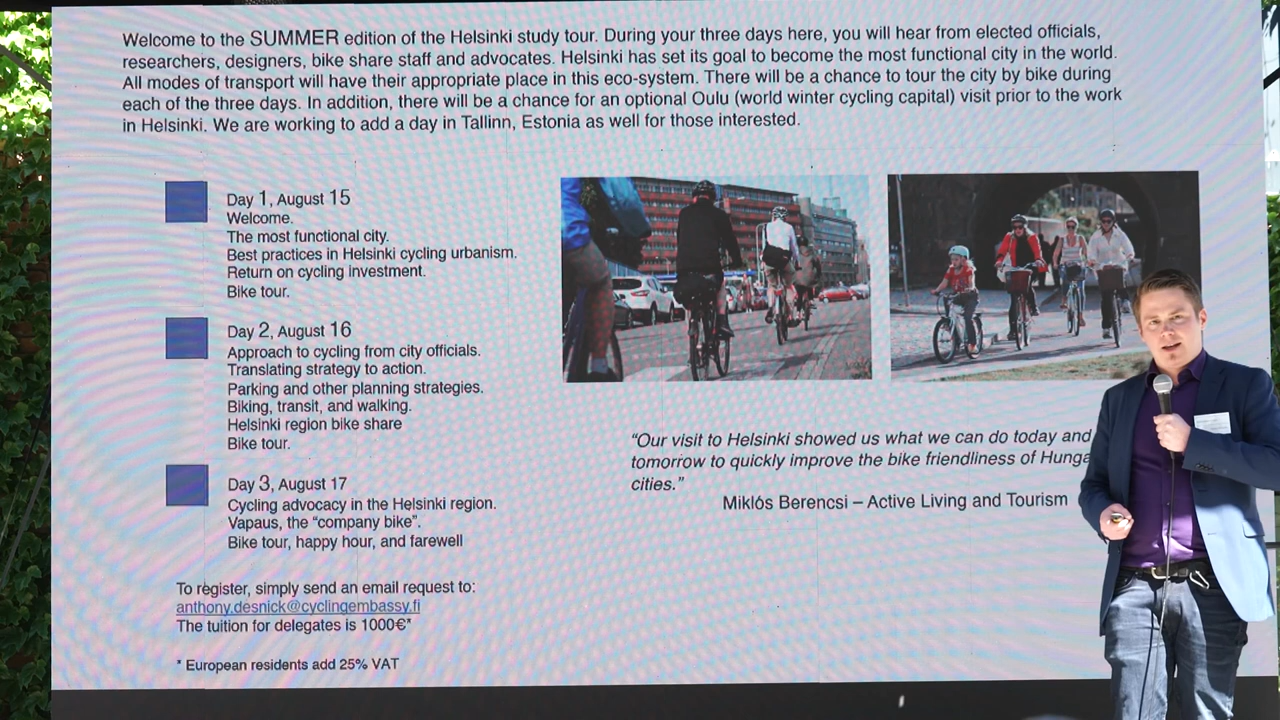 Welcome to the SUMMER edition of the Helsinki study tour. During your three days here, you will hear from elected officials,
researchers, designers, bike share staff and advocates. Helsinki has set its goal to become the most functional city in the world.
All modes of transport will have their appropriate place in this eco-system. There will be a chance to tour the city by bike during
each of the three days. In addition, there will be a chance for an optional Oulu (world winter cycling capital) visit prior to the work
in Helsinki. We are working to add a day in Tallinn, Estonia as well for those interested.
Day 1, August 15
Welcome.
The most functional city.
Best practices in Helsinki cycling urbanism.
Return on cycling investment.
Bike tour.
Day 2, August 16
Approach to cycling from city officials.
Translating strategy to action.
Parking and other planning strategies.
Biking, transit, and walking.
Helsinki region bike share
Bike tour.
Day 3, August 17
Cycling advocacy in the Helsinki region.
Vapaus, the “company bike”.
Bike tour, happy hour, and farewell
To register, simply send an email request to:
anthony.desnick@cyclingembassy.fi
The tuition for delegates is 1000€*
* European residents add 25% VAT
“Our visit to Helsinki showed us what we can do today and
tomorrow to quickly improve the bike friendliness of Hunga
cities.”
Miklós Berencsi – Active Living and Tourism